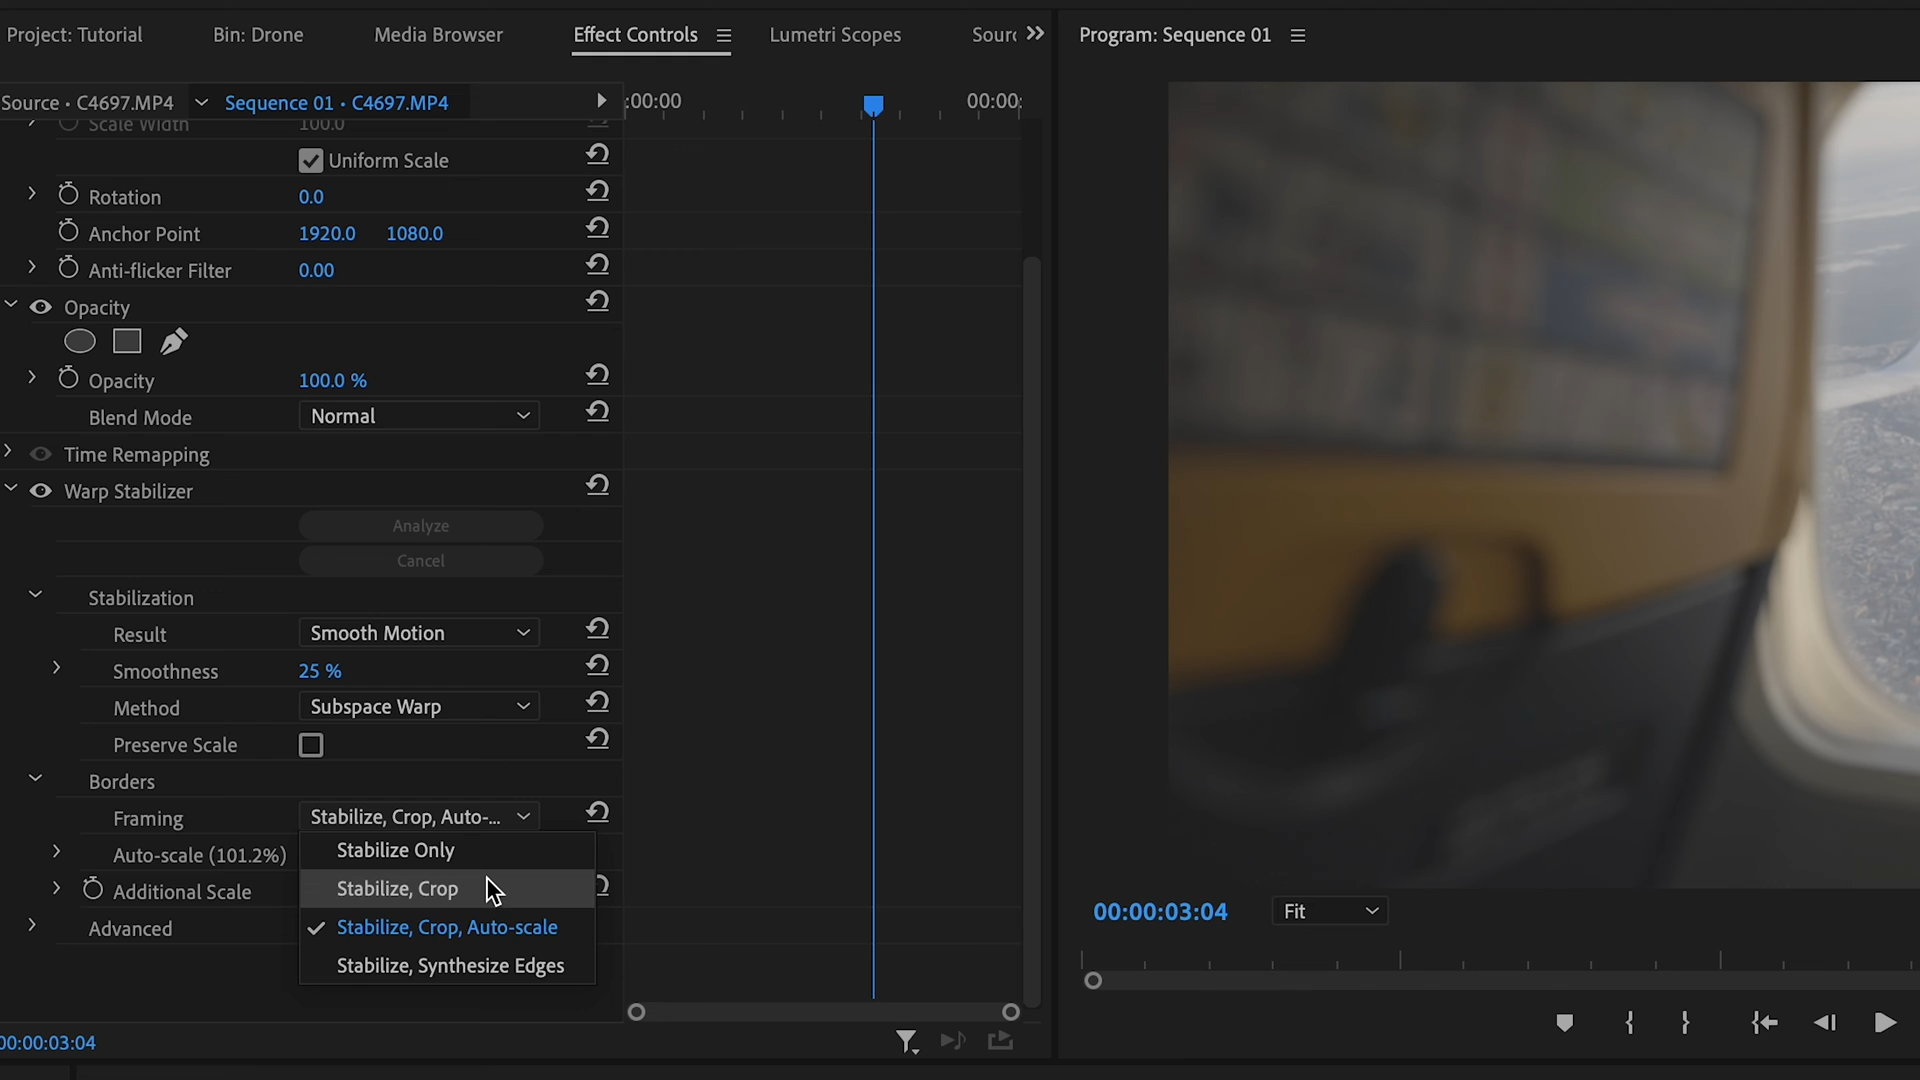 Project: Tutorial
Bin: Drone
Media Browser
Effect Controls
Lumetri Scopes
Sour
Program: Sequence 01
Source • C4697.MP4
Sequence 01 • C4697.MP4
:00:00
00:00:
Scale Width 100.0
Uniform Scale
Rotation 0.0
Anchor Point 1920.0 1080.0
Anti-flicker Filter 0.00
Opacity
Opacity 100.0 %
Blend Mode Normal
Time Remapping
Warp Stabilizer
Analyze
Cancel
Stabilization
Result Smooth Motion
Smoothness 25 %
Method Subspace Warp
Preserve Scale
Borders
Framing Stabilize, Crop, Auto-...
Stabilize Only
Auto-scale (101.2%)
Stabilize, Crop
Additional Scale
Stabilize, Crop, Auto-scale
Advanced
Stabilize, Synthesize Edges
00:00:03:04
Fit
00:00:03:04